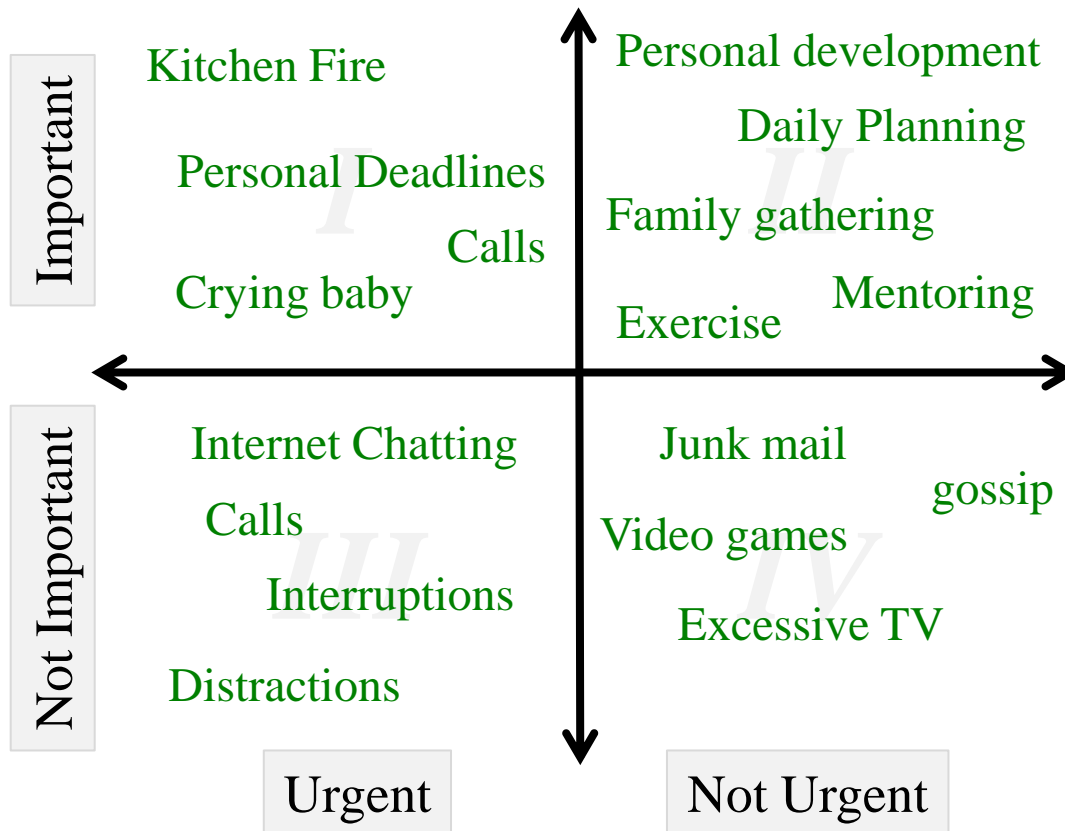 Important
I
Kitchen Fire
Personal Deadlines
Calls
Crying baby
II
Personal development
Daily Planning
Family gathering
Mentoring
Exercise
Not Important
III
Internet Chatting
Calls
Interruptions
Distractions
IV
Junk mail
gossip
Video games
Excessive TV
Urgent
Not Urgent